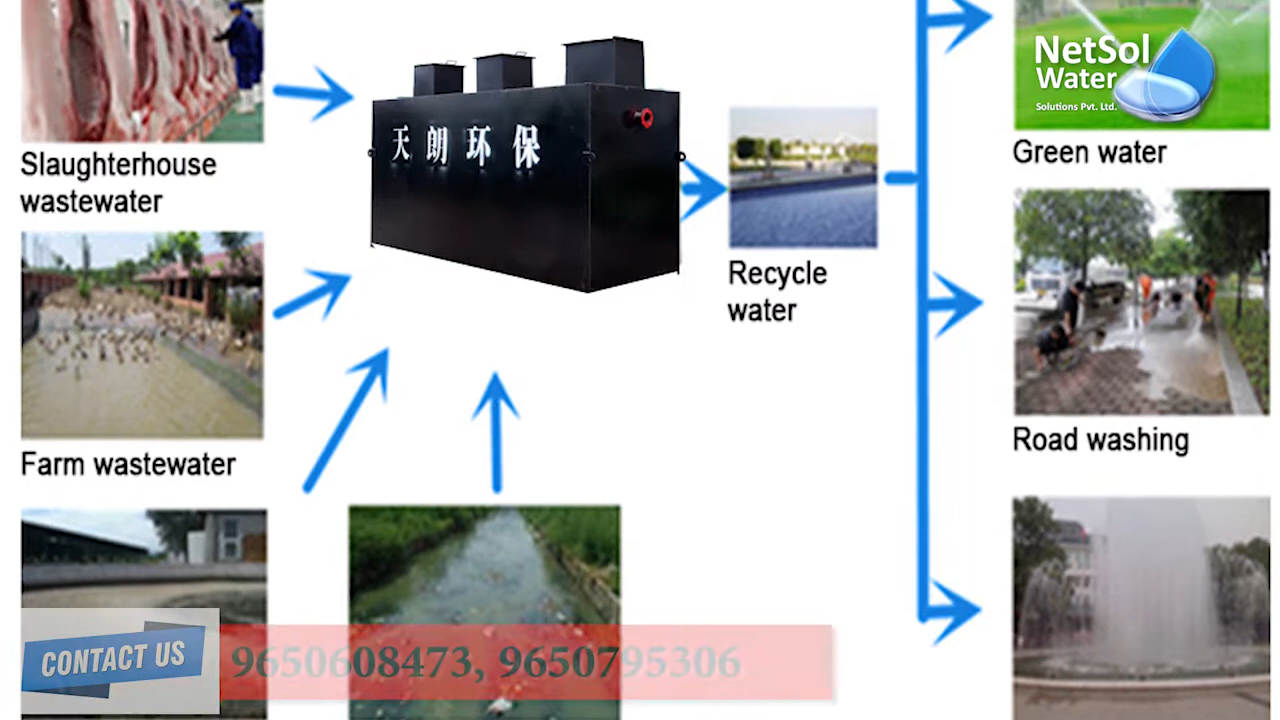 NetSol
Water
Solutions Pvt. Ltd.
天朗环保
Green water
Slaughterhouse
wastewater
Recycle
water
Road washing
Farm wastewater
CONTACT US
9650608473, 9650795306